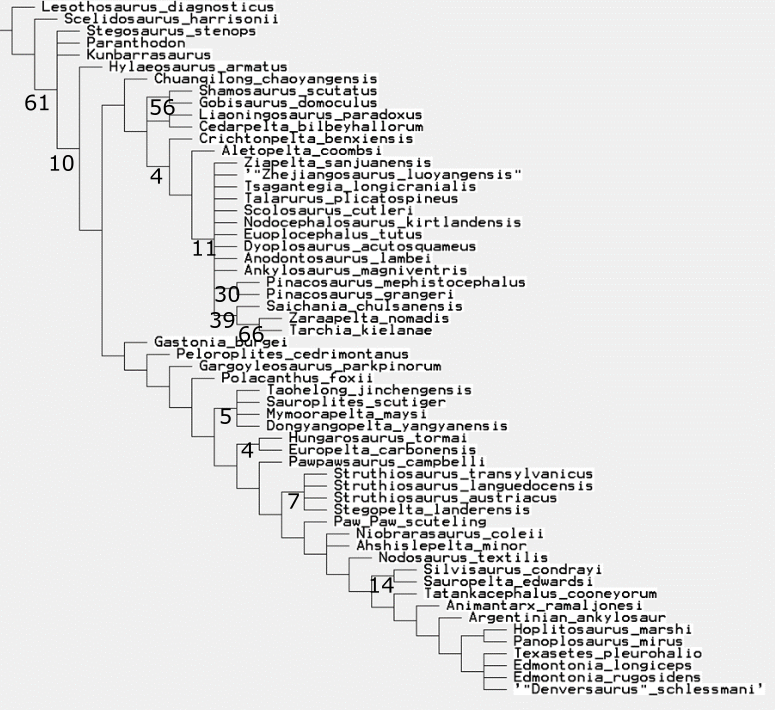 Lesothosaurus_diagnosticus
Scelidosaurus_harrisonii
Stegosaurus_stenops
Paranthodon
Kunbarrasaurus
61
Hylaeosaurus_armatus
Chuanqilong_chaoyangensis
Shamosaurus_scutatus
56
Gobisaurus_domoculus
Liaoningosaurus_paradoxus
Cedarpelta_bilbeyhallorum
Crichtonpelta_benxiensis
Aletopelta_coombsi
10
Ziapelta_sanjuanensis
4
'"Zhejiangosaurus_luoyangensis"
Tsagantegia_longicranialis
Talarurus_plicatospineus
Scolosaurus_cutleri
Nodocephalosaurus_kirtlandensis
Euoplocephalus_tutus
11
Dyoplosaurus_acutosquameus
Anodontosaurus_lambei
Ankylosaurus_magniventris
Pinacosaurus_mephistocephalus
30
Pinacosaurus_grangeri
Saichania_chulsanensis
39
Zaraapelta_nomadis
66
Tarchia_kielanae
Gastonia_burgei
Peloroplites_cedrimontanus
Gargoyleosaurus_parkpinorum
Polacanthus_foxii
Taohelong_jinchengensis
Sauroplites_scutiger
5
Mymoorapelta_maysi
Dongyangopelta_yangyanensis
Hungarosaurus_tormai
4
Europelta_carbonensis
Pawpawsaurus_campbelli
Struthiosaurus_transylvanicus
Struthiosaurus_languedocensis
7
Struthiosaurus_austriacus
Stegopelta_landerensis
Paw_Paw_scuteling
Niobrarasaurus_coleii
Ahshislepelta_minor
Nodosaurus_textilis
Silvisaurus_condrayi
14
Sauropelta_edwardsi
Tatankacephalus_cooneyorum
Animantarx_ramaljonesi
Argentinian_ankylosaur
Hoplitosaurus_marshi
Panoplosaurus_mirus
Texasetes_pleurohalio
Edmontonia_longiceps
Edmontonia_rugosidens
'"Denversaurus"_schlessmani'